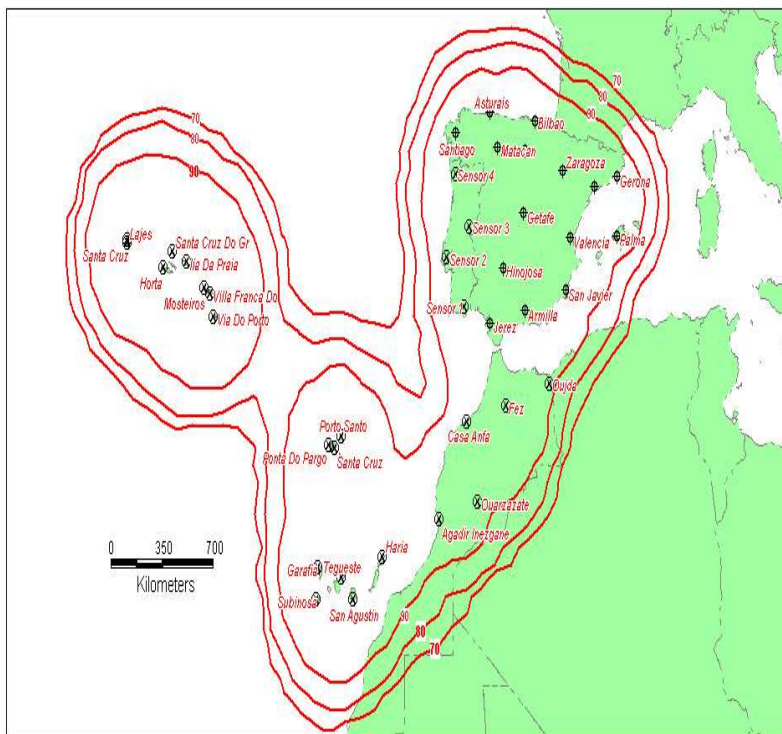 70
80
90
70
80
90
Asturais
Bilbao
Santiago
Matacan
Zaragoza
Gerona
Sensor 4
Getafe
Sensor 3
Valencia
Palma
Lajes
Santa Cruz
Santa Cruz Do Gr
Ila Da Praia
Horta
Sensor 2
Hinojosa
Mosteiros
Villa Franca Do
San Javier
Sensor 1
Armilla
Via Do Porto
Jerez
Oujda
Fez
Casa Anfa
Porto-Santo
Ponta Do Pargo
Santa Cruz
Ouarzazate
Agadir Inezgane
Haria
Garafia
Tegueste
Subinosa
San Agustin
0 350 700
Kilometers
90
80
70